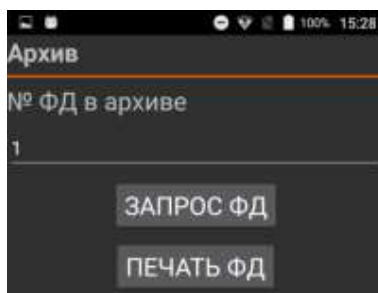 100% 15:28
Архив
№ ФД в архиве
1
ЗАПРОС ФД
ПЕЧАТЬ ФД